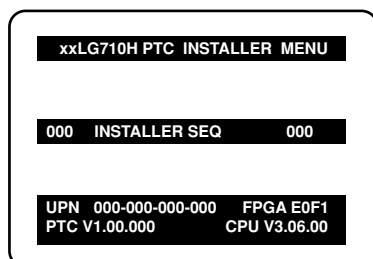 xxLG710H PTC INSTALLER MENU
000 INSTALLER SEQ 000
UPN 000-000-000-000 FPGA E0F1
PTC V1.00.000 CPU V3.06.00